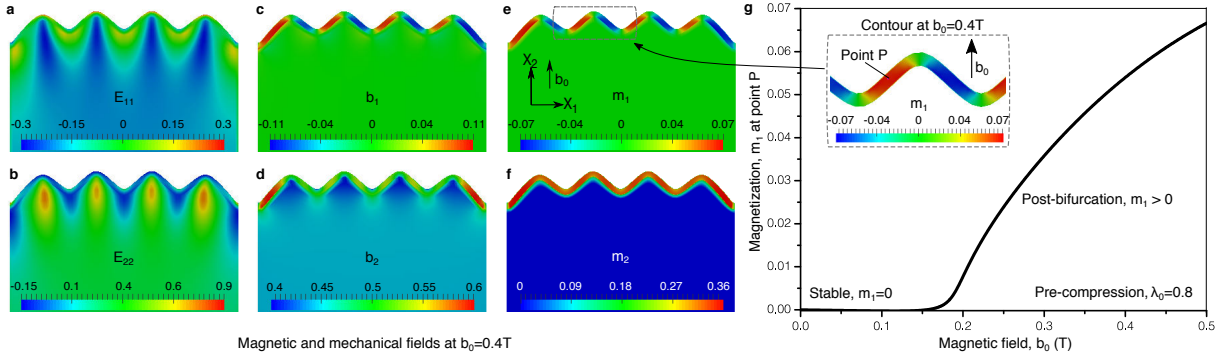 a
E11
-0.3 -0.15 0 0.15 0.3
b
E22
-0.15 0.1 0.4 0.6 0.9
c
b1
-0.11 -0.04 0 0.04 0.11
d
b2
0.4 0.45 0.5 0.55 0.6
e
X2
b0
X1
m1
-0.07 -0.04 0 0.04 0.07
f
m2
0 0.09 0.18 0.27 0.36
Magnetic and mechanical fields at b0=0.4T
g
Contour at b0=0.4T
Point P
b0
m1
-0.07 -0.04 0 0.04 0.07
Post-bifurcation, m1 > 0
Stable, m1=0
Pre-compression, λ0=0.8
Magnetization, m1 at point P
0.07
0.06
0.05
0.04
0.03
0.02
0.01
0.00
0.0 0.1 0.2 0.3 0.4 0.5
Magnetic field, b0 (T)